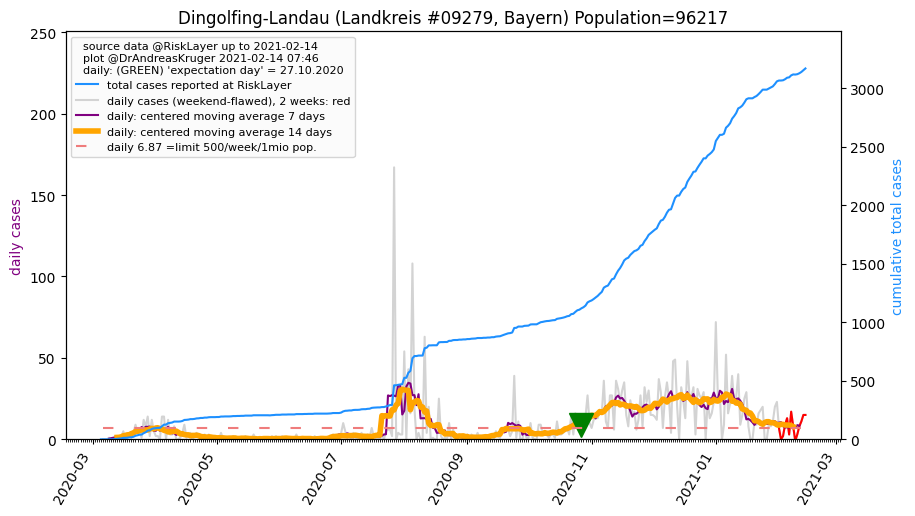 Dingolfing-Landau (Landkreis #09279, Bayern) Population=96217
source data @RiskLayer up to 2021-02-14
plot @DrAndreasKruger 2021-02-14 07:46
daily: (GREEN) 'expectation day' = 27.10.2020
total cases reported at RiskLayer
daily cases (weekend-flawed), 2 weeks: red
daily: centered moving average 7 days
daily: centered moving average 14 days
daily 6.87 =limit 500/week/1mio pop.
daily cases
250
200
150
100
50
0
cumulative total cases
3000
2500
2000
1500
1000
500
0
2020-03
2020-05
2020-07
2020-09
2020-11
2021-01
2021-03